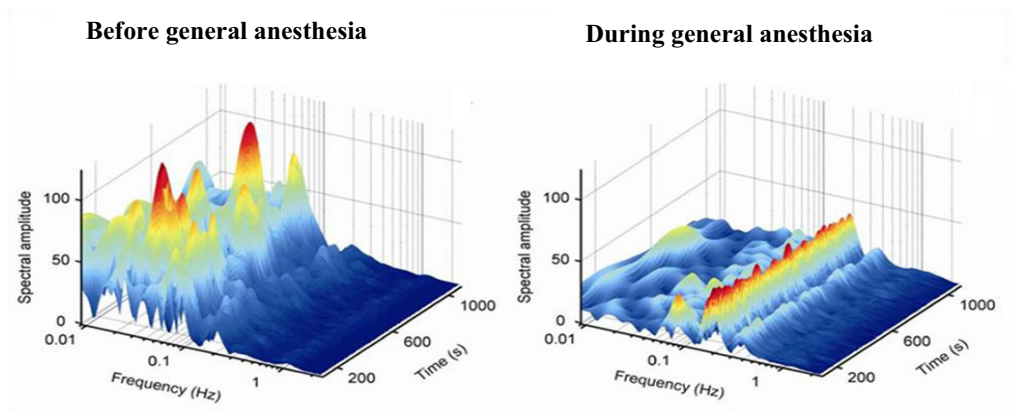 Before general anesthesia
During general anesthesia
Spectral amplitude
100
50
0
0.01
0.1
1
Frequency (Hz)
200
600
1000
Time (s)
Spectral amplitude
100
50
0
0.01
0.1
1
Frequency (Hz)
200
600
1000
Time (s)